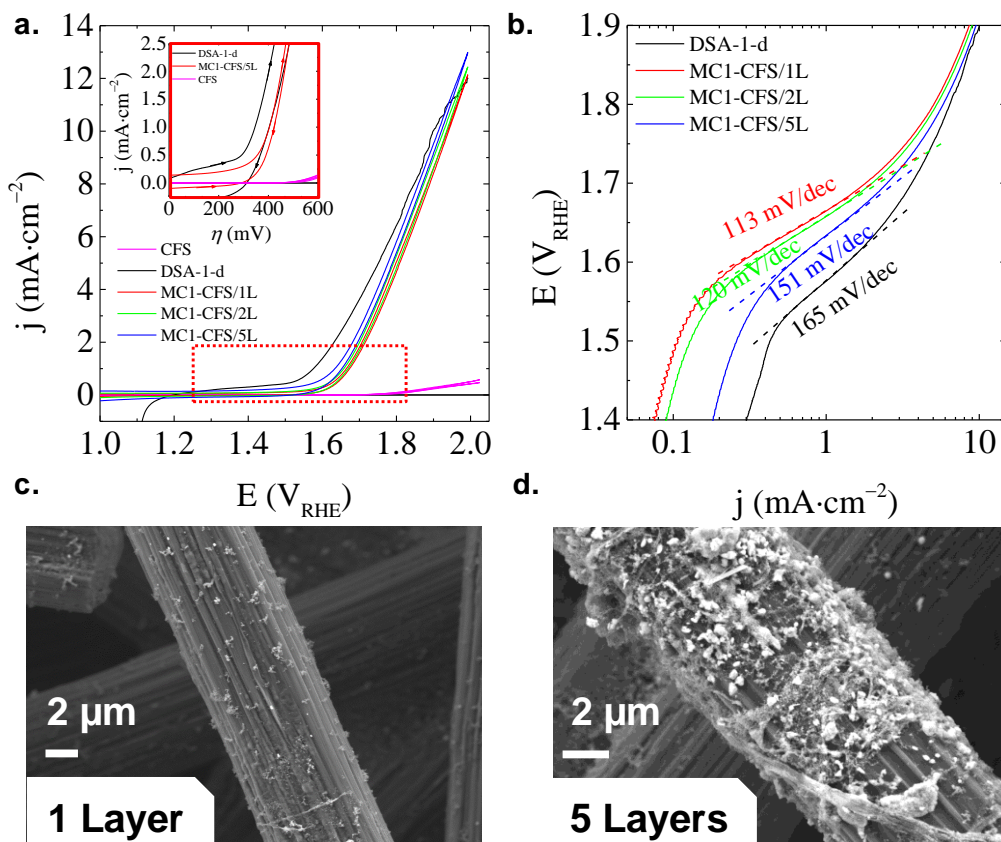 a.
14
12
10
8
6
4
2
0
j (mA·cm⁻²)
1.0
1.2
1.4
1.6
1.8
2.0
E (V_RHE)
2.5
2.0
1.5
1.0
0.5
0.0
j (mA·cm⁻²)
0
200
400
600
η (mV)
DSA-1-d
MC1-CFS/5L
CFS
CFS
DSA-1-d
MC1-CFS/1L
MC1-CFS/2L
MC1-CFS/5L
b.
1.9
1.8
1.7
1.6
1.5
1.4
E (V_RHE)
DSA-1-d
MC1-CFS/1L
MC1-CFS/2L
MC1-CFS/5L
113 mV/dec
120 mV/dec
151 mV/dec
165 mV/dec
0.1
1
10
j (mA·cm⁻²)
c.
2 µm
1 Layer
d.
2 µm
5 Layers